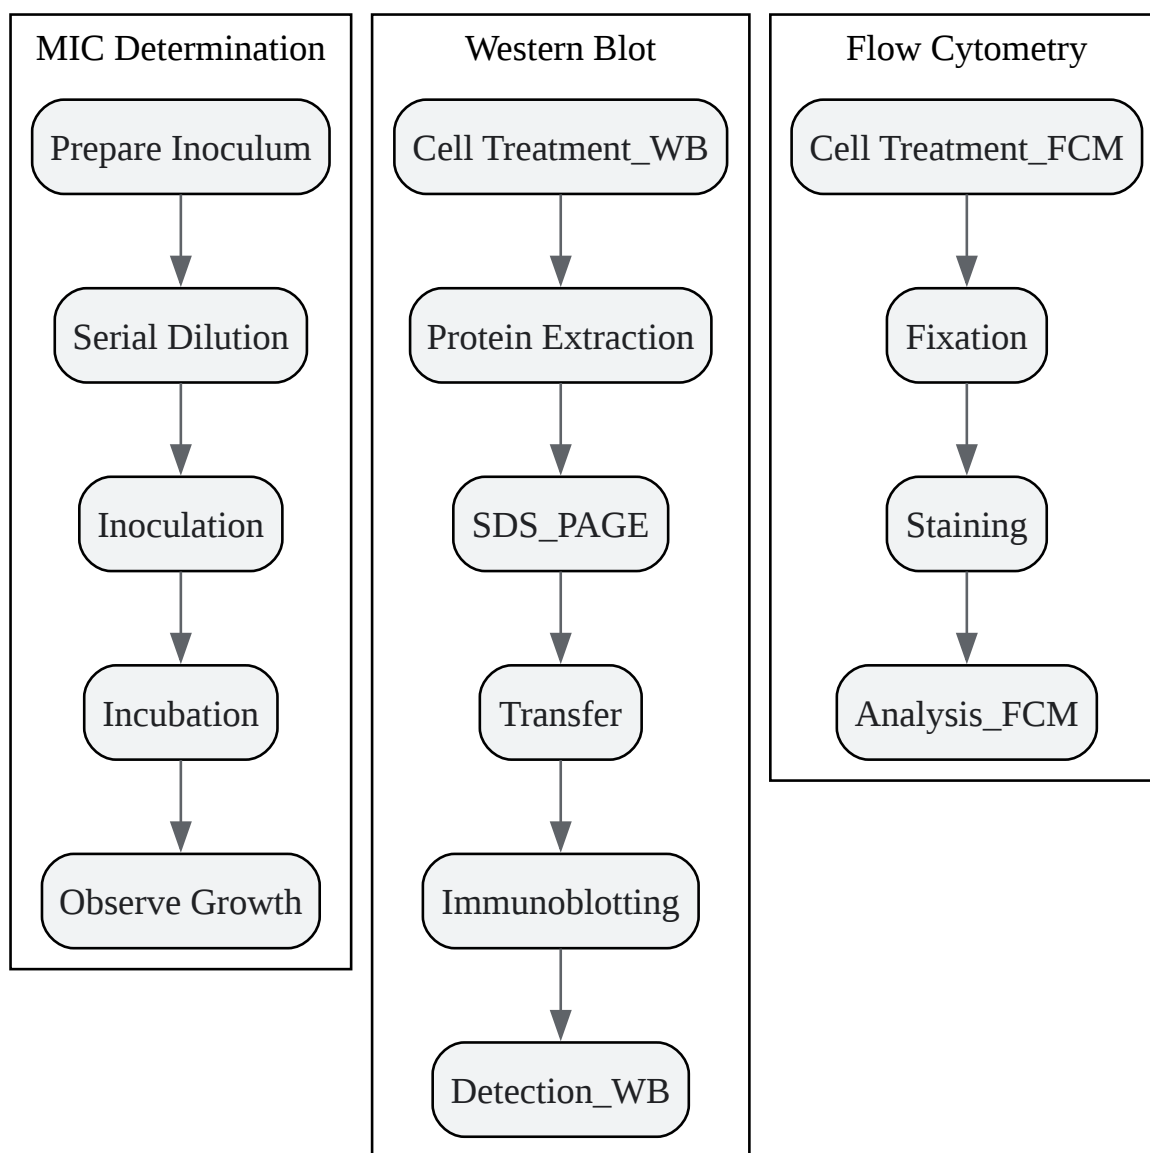 MIC Determination
Prepare Inoculum
Serial Dilution
Inoculation
Incubation
Observe Growth
Western Blot
Cell Treatment_WB
Protein Extraction
SDS_PAGE
Transfer
Immunoblotting
Detection_WB
Flow Cytometry
Cell Treatment_FCM
Fixation
Staining
Analysis_FCM